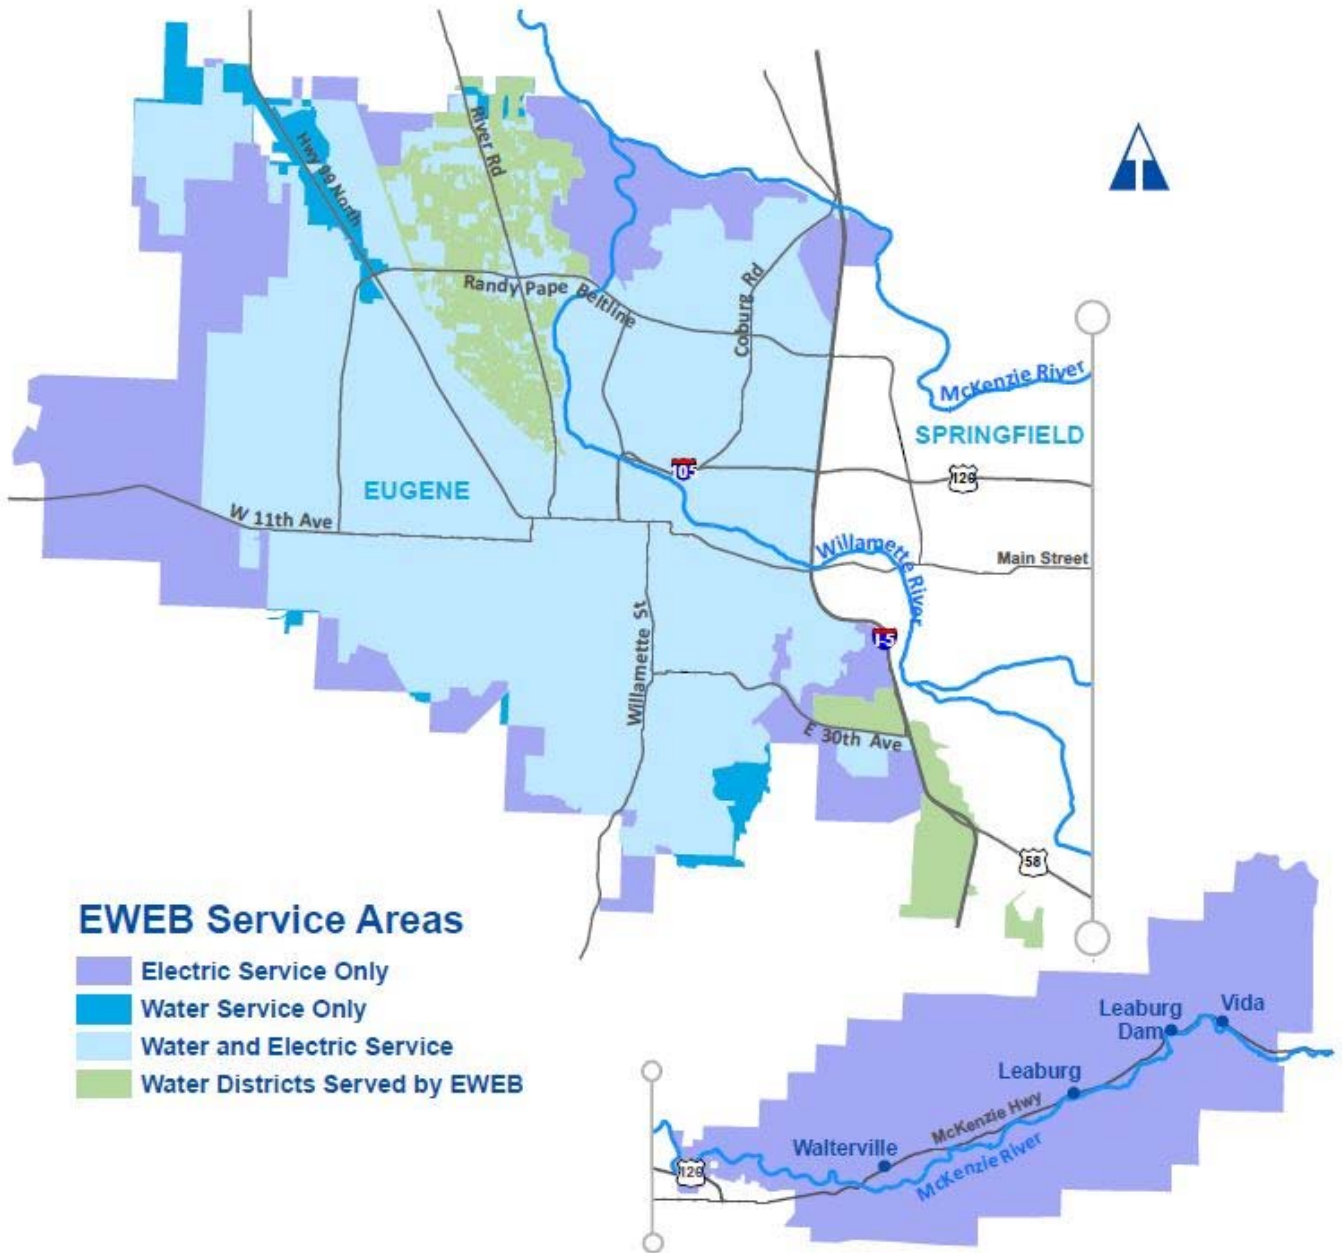 Hwy 99 North
River Rd
Randy Pape Beltline
Coburg Rd
McKenzie River
SPRINGFIELD
105
126
EUGENE
W 11th Ave
Willamette River
Main Street
I-5
Willamette St
E 30th Ave
58
EWEB Service Areas
Electric Service Only
Water Service Only
Water and Electric Service
Water Districts Served by EWEB
Leaburg
Dam
Vida
Leaburg
McKenzie Hwy
Walterville
McKenzie River
126